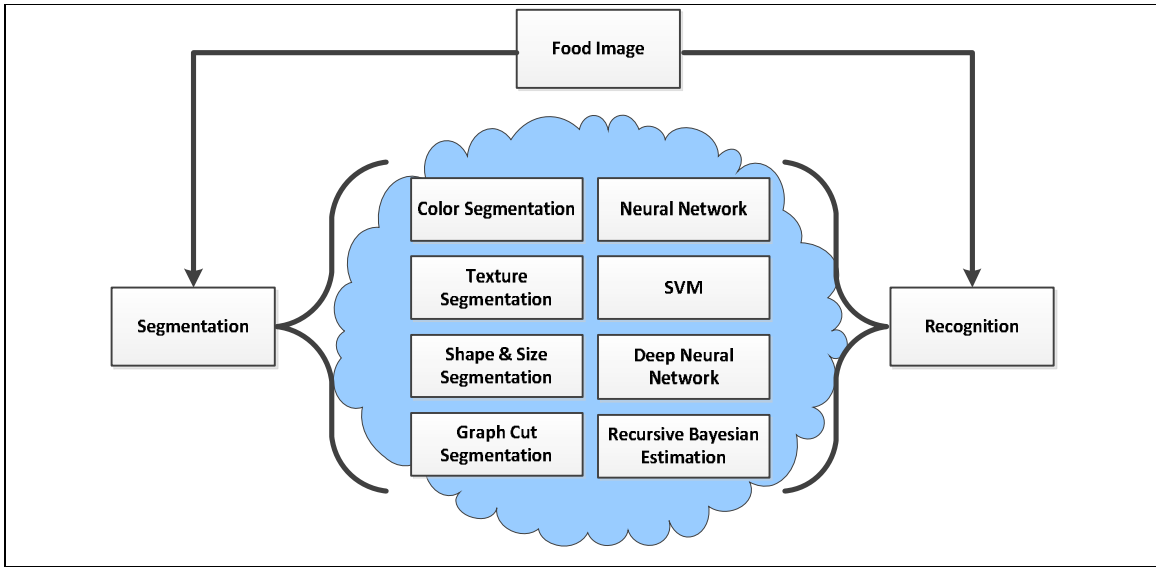 Food Image
Color Segmentation
Neural Network
Texture
Segmentation
SVM
Segmentation
Recognition
Shape & Size
Segmentation
Deep Neural
Network
Graph Cut
Segmentation
Recursive Bayesian
Estimation